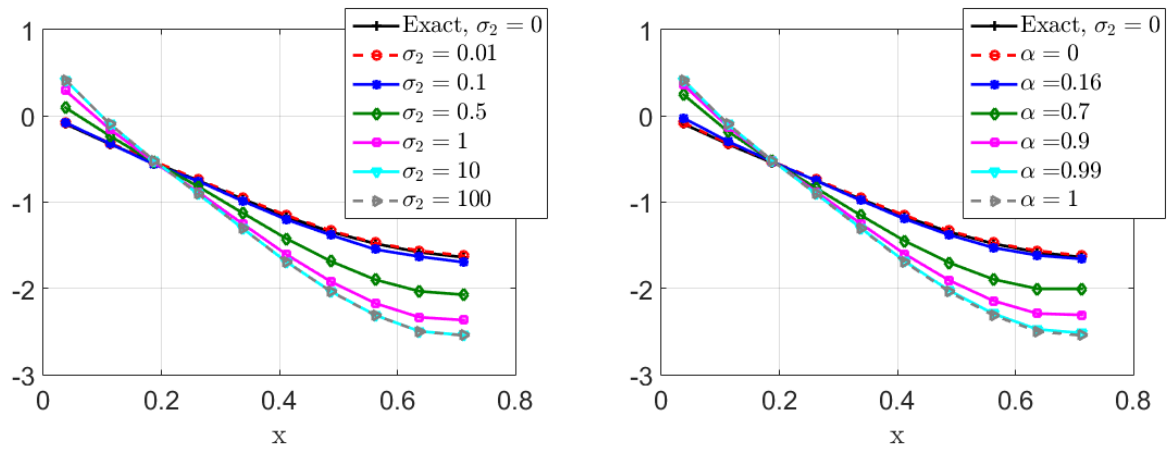 1
0
-1
-2
-3
0
0.2
0.4
0.6
0.8
x
Exact, σ₂ = 0
σ₂ = 0.01
σ₂ = 0.1
σ₂ = 0.5
σ₂ = 1
σ₂ = 10
σ₂ = 100
1
0
-1
-2
-3
0
0.2
0.4
0.6
0.8
x
Exact, σ₂ = 0
α = 0
α =0.16
α =0.7
α =0.9
α =0.99
α = 1